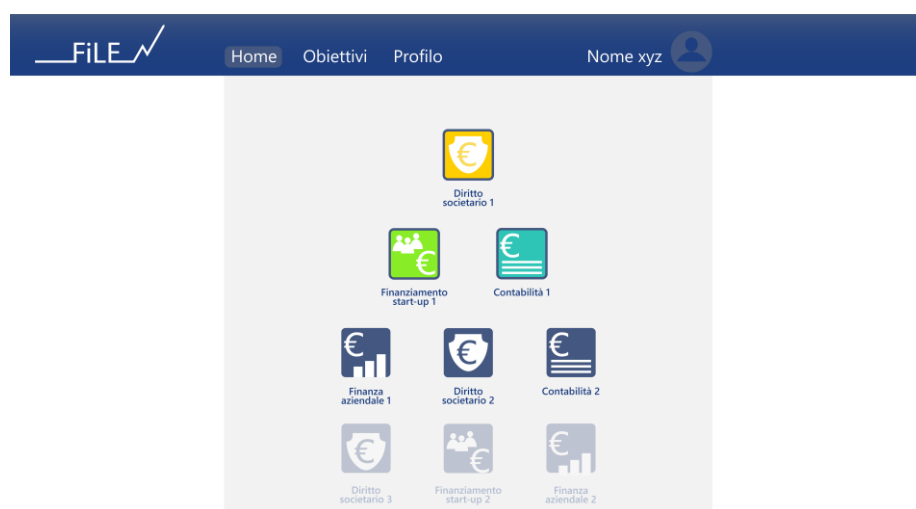 FiLE
Home Obiettivi Profilo Nome xyz
€
Diritto
societario 1
€ €
Finanziamento
start-up 1
Contabilità 1
€ € €
Finanza
aziendale 1
Diritto
societario 2
Contabilità 2
€ € €
Diritto
societario 3
Finanziamento
start-up 2
Finanza
aziendale 2